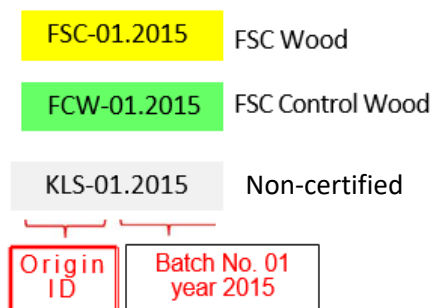 FSC-01.2015 FSC Wood
FCW-01.2015 FSC Control Wood
KLS-01.2015 Non-certified
Origin Batch No. 01
ID year 2015